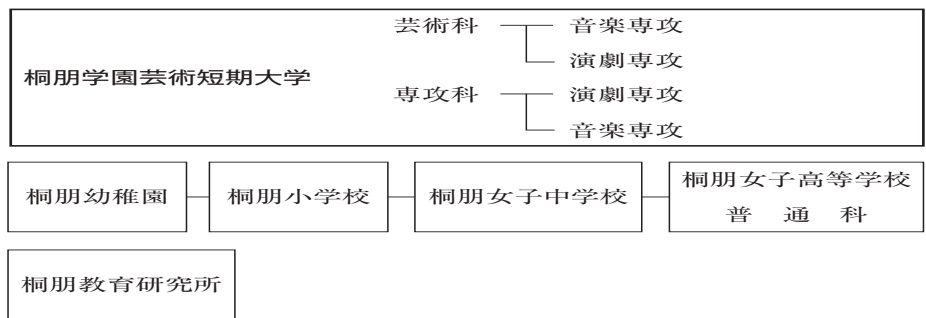 桐朋学園芸術短期大学
芸術科
音楽専攻
演劇専攻
専攻科
演劇専攻
音楽専攻
桐朋幼稚園
桐朋小学校
桐朋女子中学校
桐朋女子高等学校
普通科
桐朋教育研究所